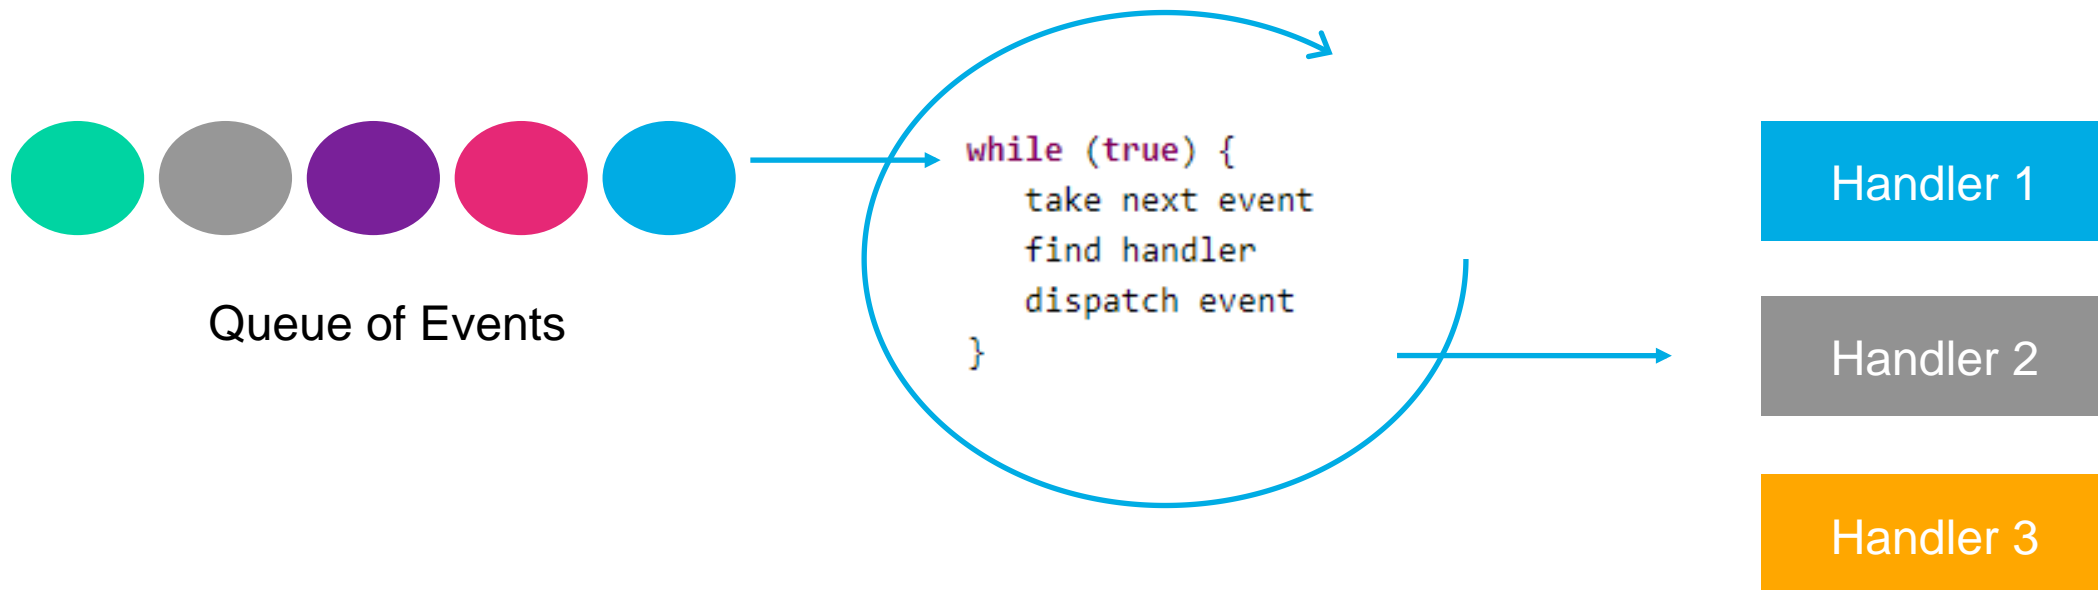 Queue of Events
while (true) {
take next event
find handler
dispatch event
}
Handler 1
Handler 2
Handler 3